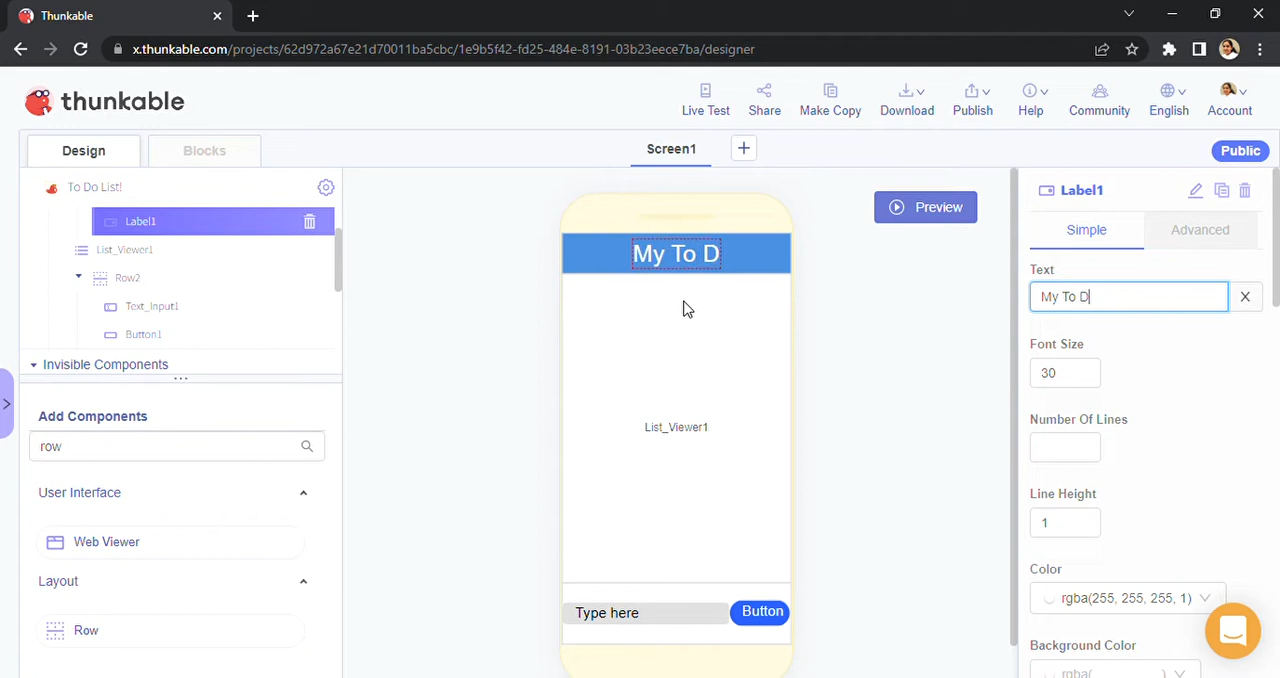 Thunkable
x.thunkable.com/projects/62d972a67e21d70011ba5cbc/1e9b5f42-fd25-484e-8191-03b23eece7ba/designer
thunkable
Live Test
Share
Make Copy
Download
Publish
Help
Community
English
Account
Design
Blocks
Screen1
Public
To Do List!
Label1
List_Viewer1
Row2
Text_Input1
Button1
Invisible Components
Add Components
row
User Interface
Web Viewer
Layout
Row
Preview
My To D
List_Viewer1
Type here
Button
Label1
Simple
Advanced
Text
My To D
Font Size
30
Number Of Lines
Line Height
1
Color
rgba(255, 255, 255, 1)
Background Color
rgba( )